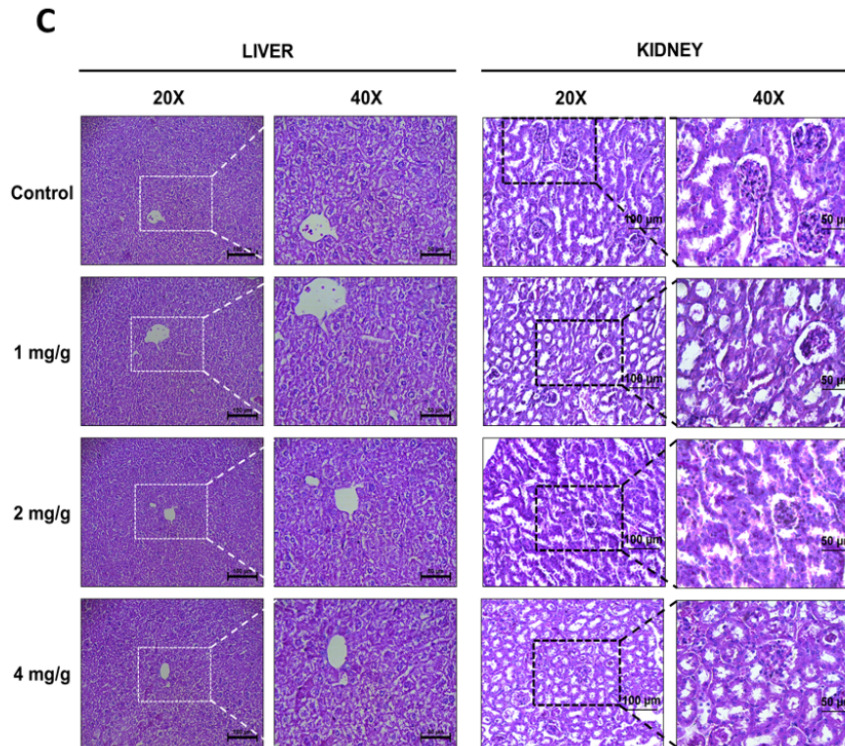 C
LIVER KIDNEY
20X 40X 20X 40X
Control
100 µm 50 µm
1 mg/g
100 µm 50 µm
2 mg/g
100 µm 50 µm
4 mg/g
100 µm 50 µm